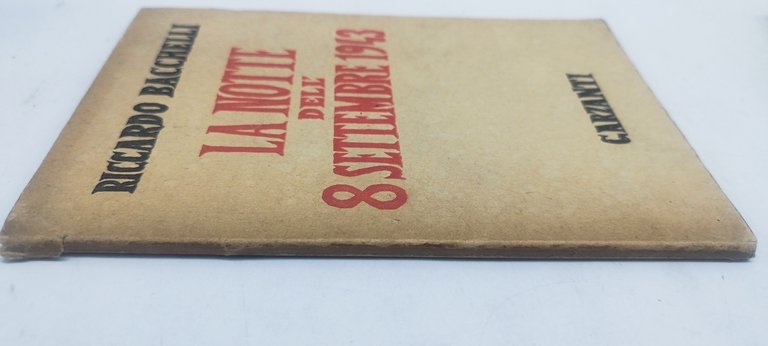 RICCARDO BACCHELLI
LA NOTTE
DELL'
8 SETTEMBRE 1943
GARZANTI